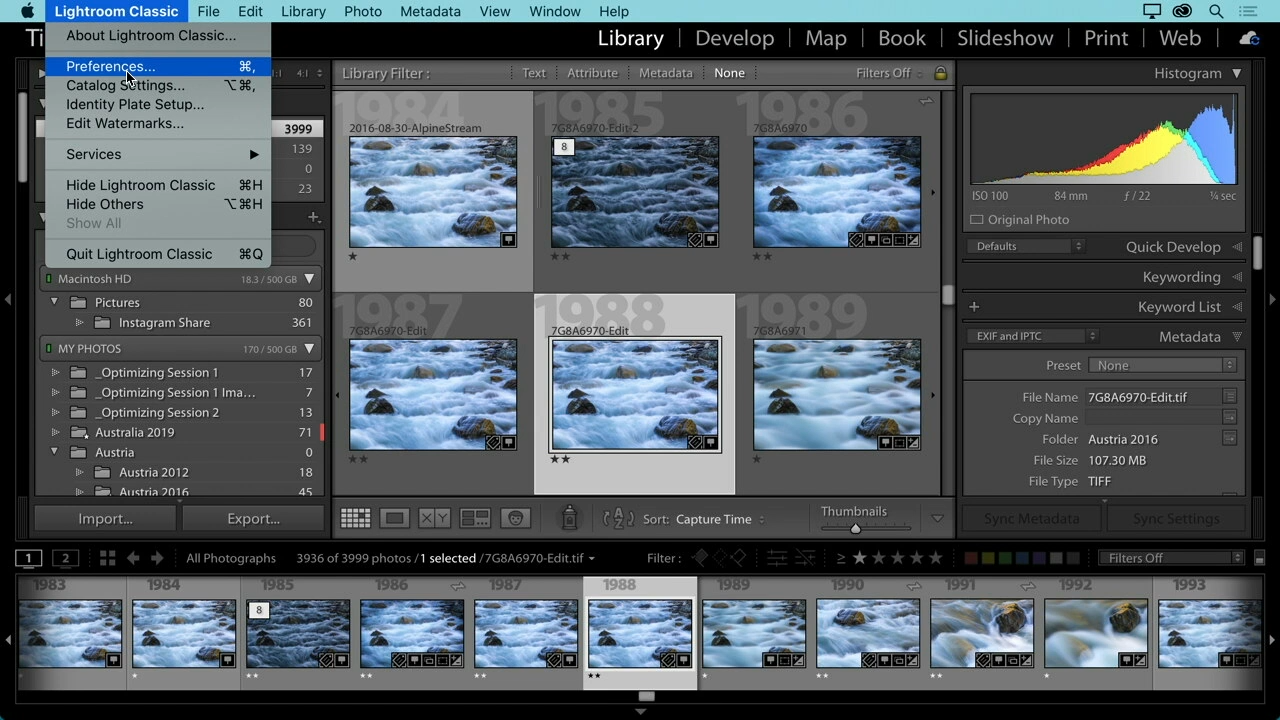 Lightroom Classic File Edit Library Photo Metadata View Window Help
About Lightroom Classic...
Preferences... ⌘,
Catalog Settings... ⌥⌘,
Identity Plate Setup...
Edit Watermarks...
Services
Hide Lightroom Classic ⌘H
Hide Others ⌥⌘H
Show All
Quit Lightroom Classic ⌘Q
Library | Develop | Map | Book | Slideshow | Print | Web
4:1
3999
139
0
23
Macintosh HD 18.3 / 500 GB
Pictures 80
Instagram Share 361
MY PHOTOS 170 / 500 GB
_Optimizing Session 1 17
_Optimizing Session 1 Ima... 7
_Optimizing Session 2 13
Australia 2019 71
Austria 0
Austria 2012 18
Austria 2016 45
Import... Export...
Library Filter : Text Attribute Metadata None Filters Off
1984 1985 1986
2016-08-30-AlpineStream 7G8A6970-Edit-2 7G8A6970
8
1987 1988 1989
7G8A6970-Edit 7G8A6970-Edit 7G8A6971
XY Sort: Capture Time Thumbnails
Histogram
ISO 100 84 mm ƒ / 22 ¼ sec
Original Photo
Defaults Quick Develop
Keywording
Keyword List
EXIF and IPTC Metadata
Preset None
File Name 7G8A6970-Edit.tif
Copy Name
Folder Austria 2016
File Size 107.30 MB
File Type TIFF
Sync Metadata Sync Settings
1 2 All Photographs 3936 of 3999 photos / 1 selected / 7G8A6970-Edit.tif Filter : ≥ Filters Off
1983 1984 1985 1986 1987 1988 1989 1990 1991 1992 1993
8